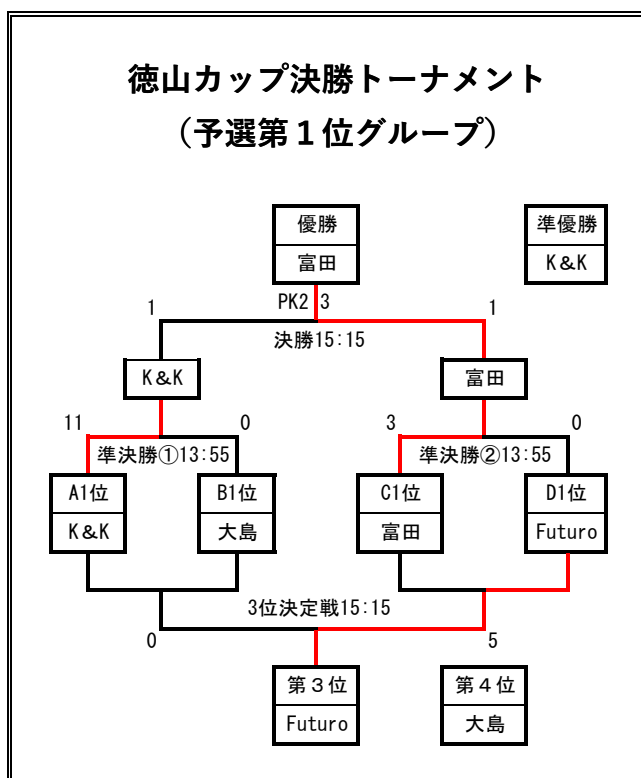 徳山カップ決勝トーナメント
（予選第１位グループ）
優勝
準優勝
富田
K&K
1
PK2
3
1
決勝15:15
K&K
富田
11
0
3
0
準決勝①13:55
準決勝②13:55
A1位
B1位
C1位
D1位
K&K
大島
富田
Futuro
3位決定戦15:15
0
5
第３位
第４位
Futuro
大島